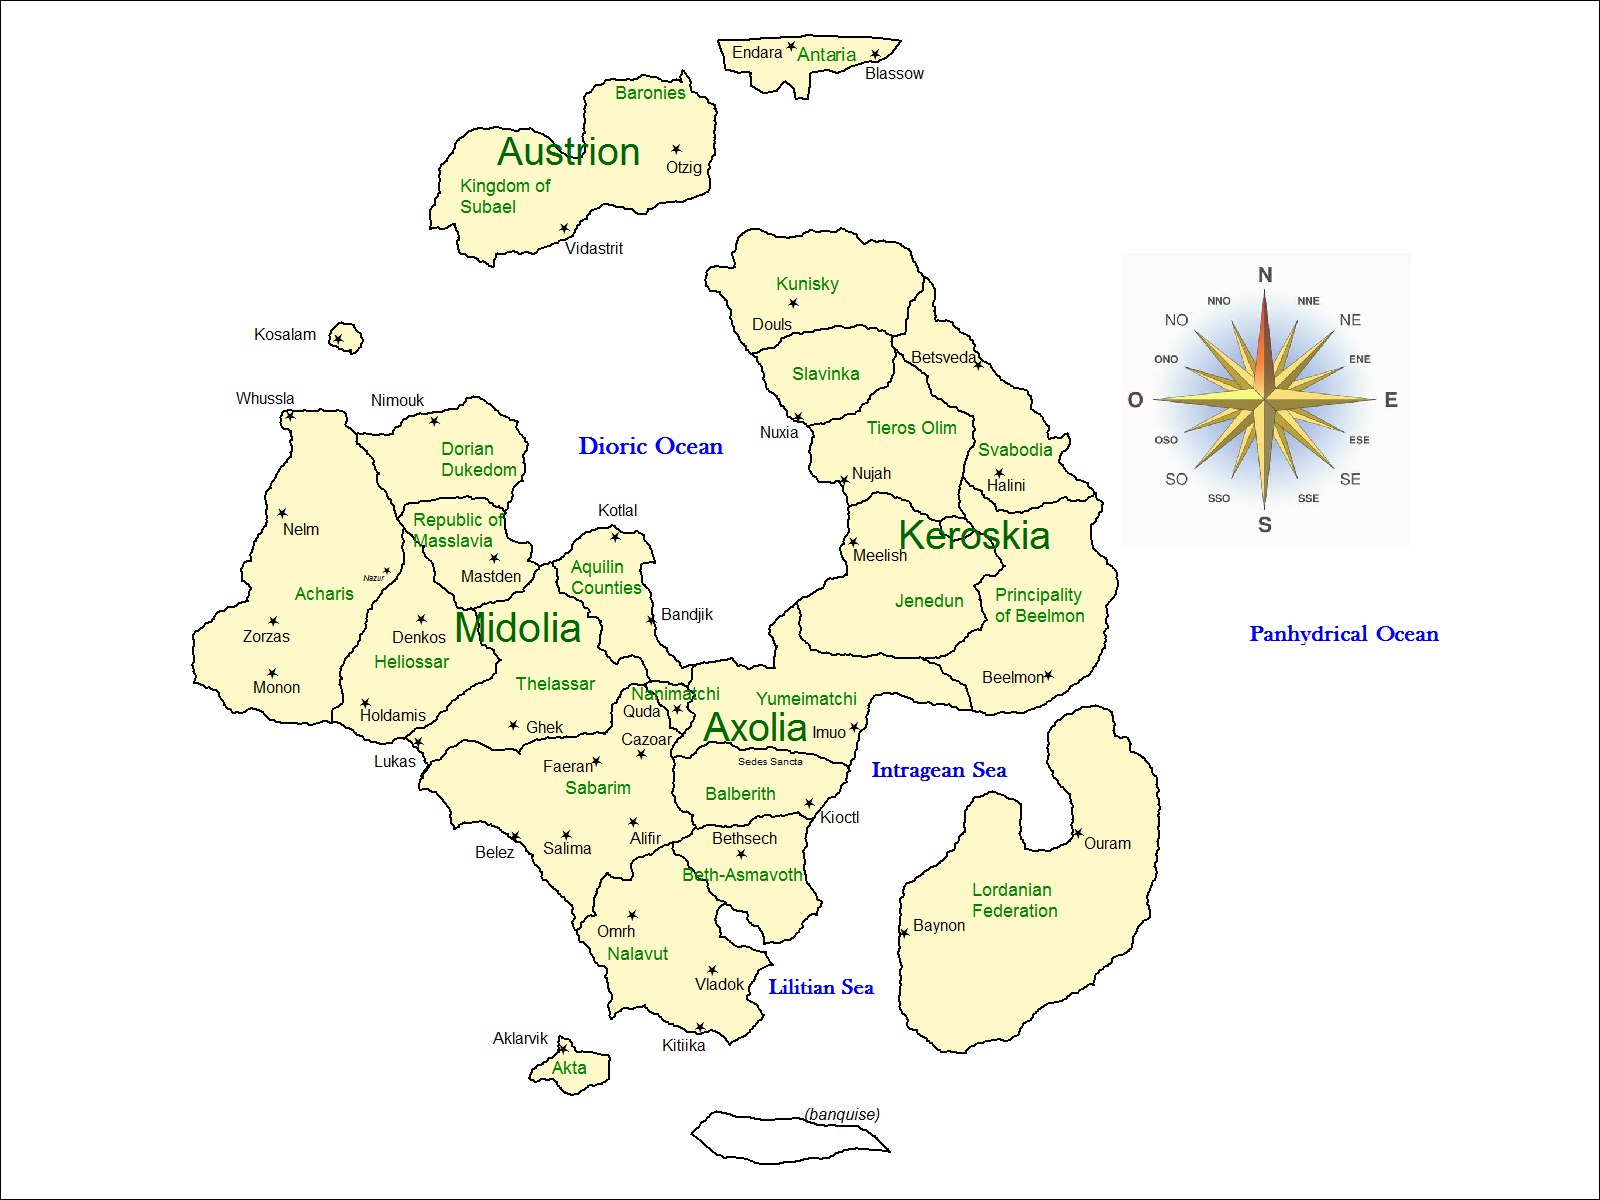 Endara
Antaria
Blassow
Baronies
Austrion
Otzig
Kingdom of
Subael
Vidastrit
Kunisky
Douls
N
NNO
NNE
NO
NE
ONO
ENE
O
E
OSO
ESE
SO
SE
SSO
SSE
S
Kosalam
Betsveda
Slavinka
Whussla
Nimouk
Nuxia
Tieros Olim
Dioric Ocean
Dorian
Dukedom
Svabodia
Nujah
Halini
Kotlal
Nelm
Republic of
Masslavia
Keroskia
Meelish
Nazur
Mastden
Aquilin
Counties
Acharis
Jenedun
Principality
of Beelmon
Bandjik
Zorzas
Denkos
Midolia
Panhydrical Ocean
Heliossar
Monon
Thelassar
Nanimatchi
Yumeimatchi
Beelmon
Holdamis
Quda
Ghek
Axolia
Imuo
Cazoar
Lukas
Faeran
Sedes Sancta
Intragean Sea
Sabarim
Balberith
Kioctl
Belez
Salima
Alifir
Bethsech
Ouram
Beth-Asmavoth
Lordanian
Federation
Omrh
Baynon
Nalavut
Vladok
Lilitian Sea
Aklarvik
Kitiika
Akta
(banquise)